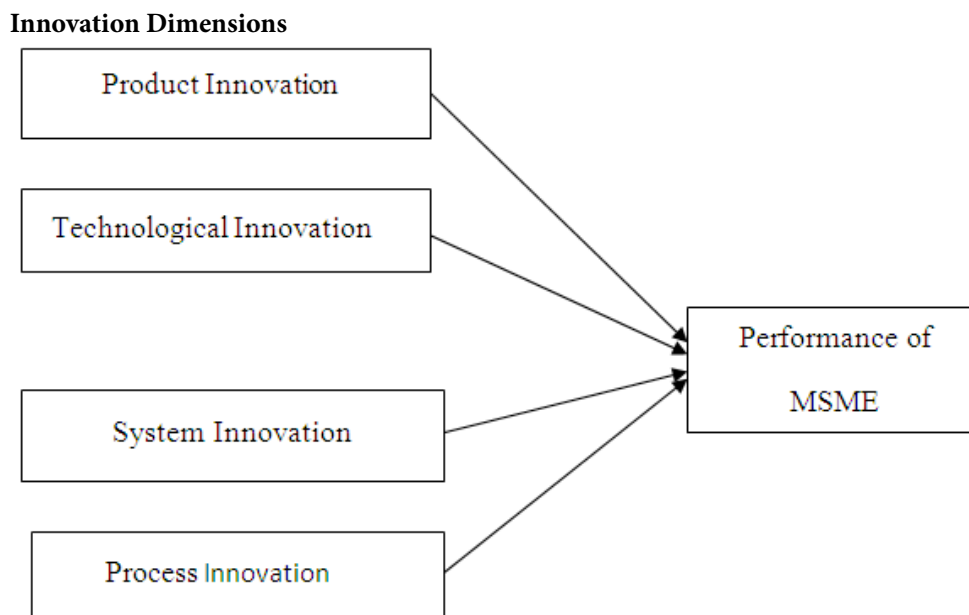 Innovation Dimensions
Product Innovation
Technological Innovation
System Innovation
Process Innovation
Performance of
MSME